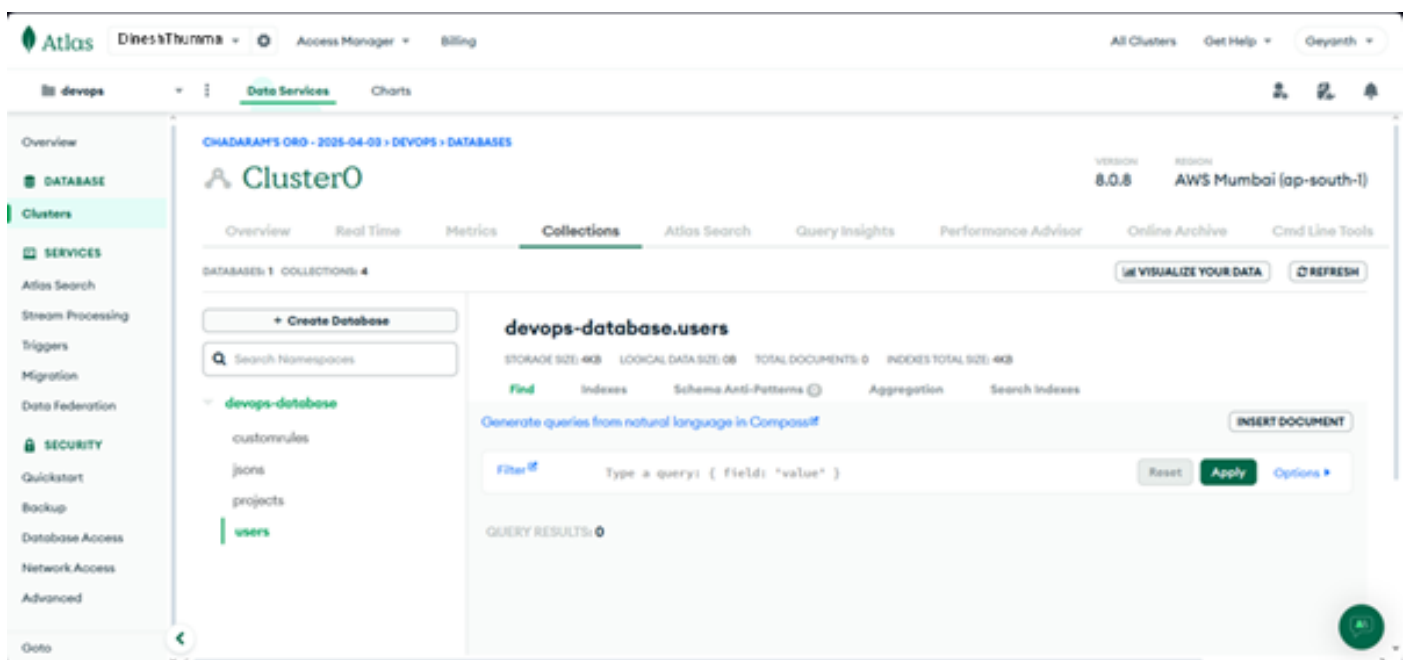 Atlas DineshThumma Access Manager Billing All Clusters Get Help Geyanth
devops Data Services Charts
Overview
DATABASE
Clusters
SERVICES
Atlas Search
Stream Processing
Triggers
Migration
Data Federation
SECURITY
Quickstart
Backup
Database Access
Network Access
Advanced
Goto
CHADARAM'S ORG - 2025-04-03 > DEVOPS > DATABASES
Cluster0
VERSION
8.0.8
REGION
AWS Mumbai (ap-south-1)
Overview Real Time Metrics Collections Atlas Search Query Insights Performance Advisor Online Archive Cmd Line Tools
DATABASES: 1 COLLECTIONS: 4
VISUALIZE YOUR DATA REFRESH
+ Create Database
Search Namespaces
devops-database
customrules
jsons
projects
users
devops-database.users
STORAGE SIZE: 4KB LOGICAL DATA SIZE: 0B TOTAL DOCUMENTS: 0 INDEXES TOTAL SIZE: 4KB
Find Indexes Schema Anti-Patterns Aggregation Search Indexes
Generate queries from natural language in Compass
INSERT DOCUMENT
Filter Type a query: { field: "value" } Reset Apply Options
QUERY RESULTS: 0